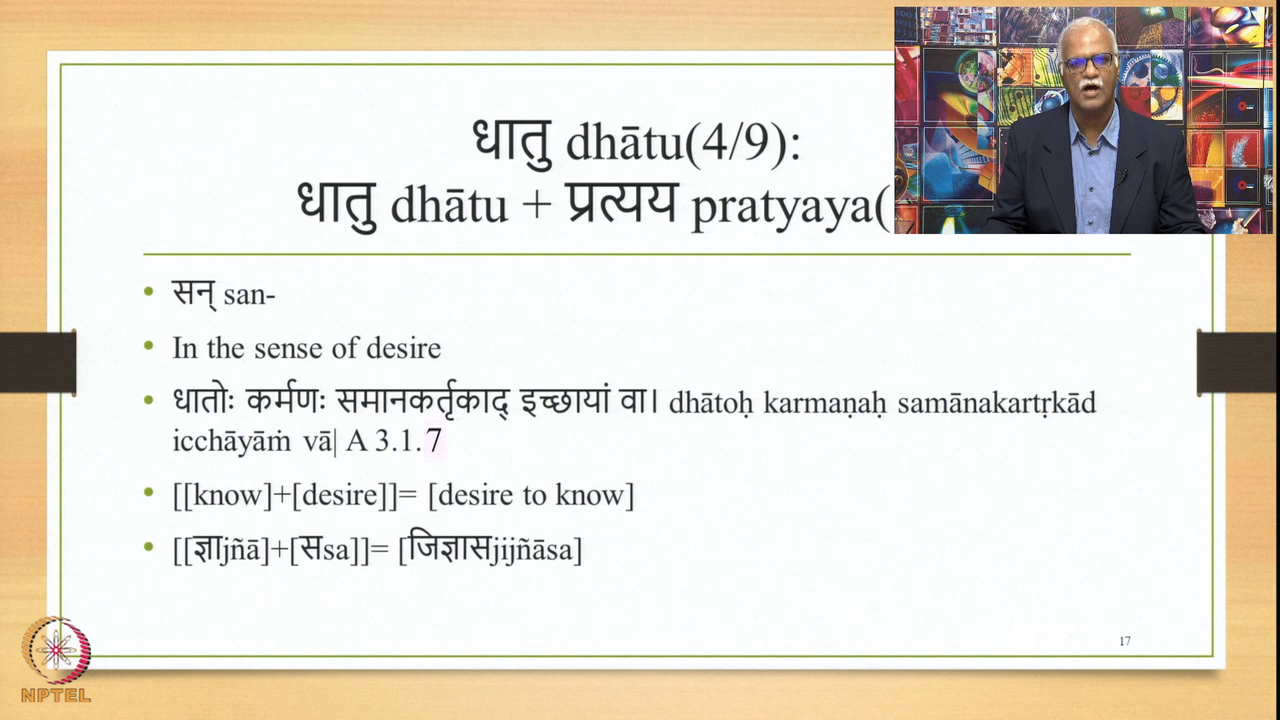 धातु dhātu(4/9):
धातु dhātu + प्रत्यय pratyaya(
• सन् san-
• In the sense of desire
• धातोः कर्मणः समानकर्तृकाद् इच्छायां वा। dhātoḥ karmaṇaḥ samānakartṛkād
icchāyāṁ vā| A 3.1.7
• [[know]+[desire]]= [desire to know]
• [[ज्ञाjñā]+[सsa]]= [जिज्ञासjijñāsa]
17
NPTEL